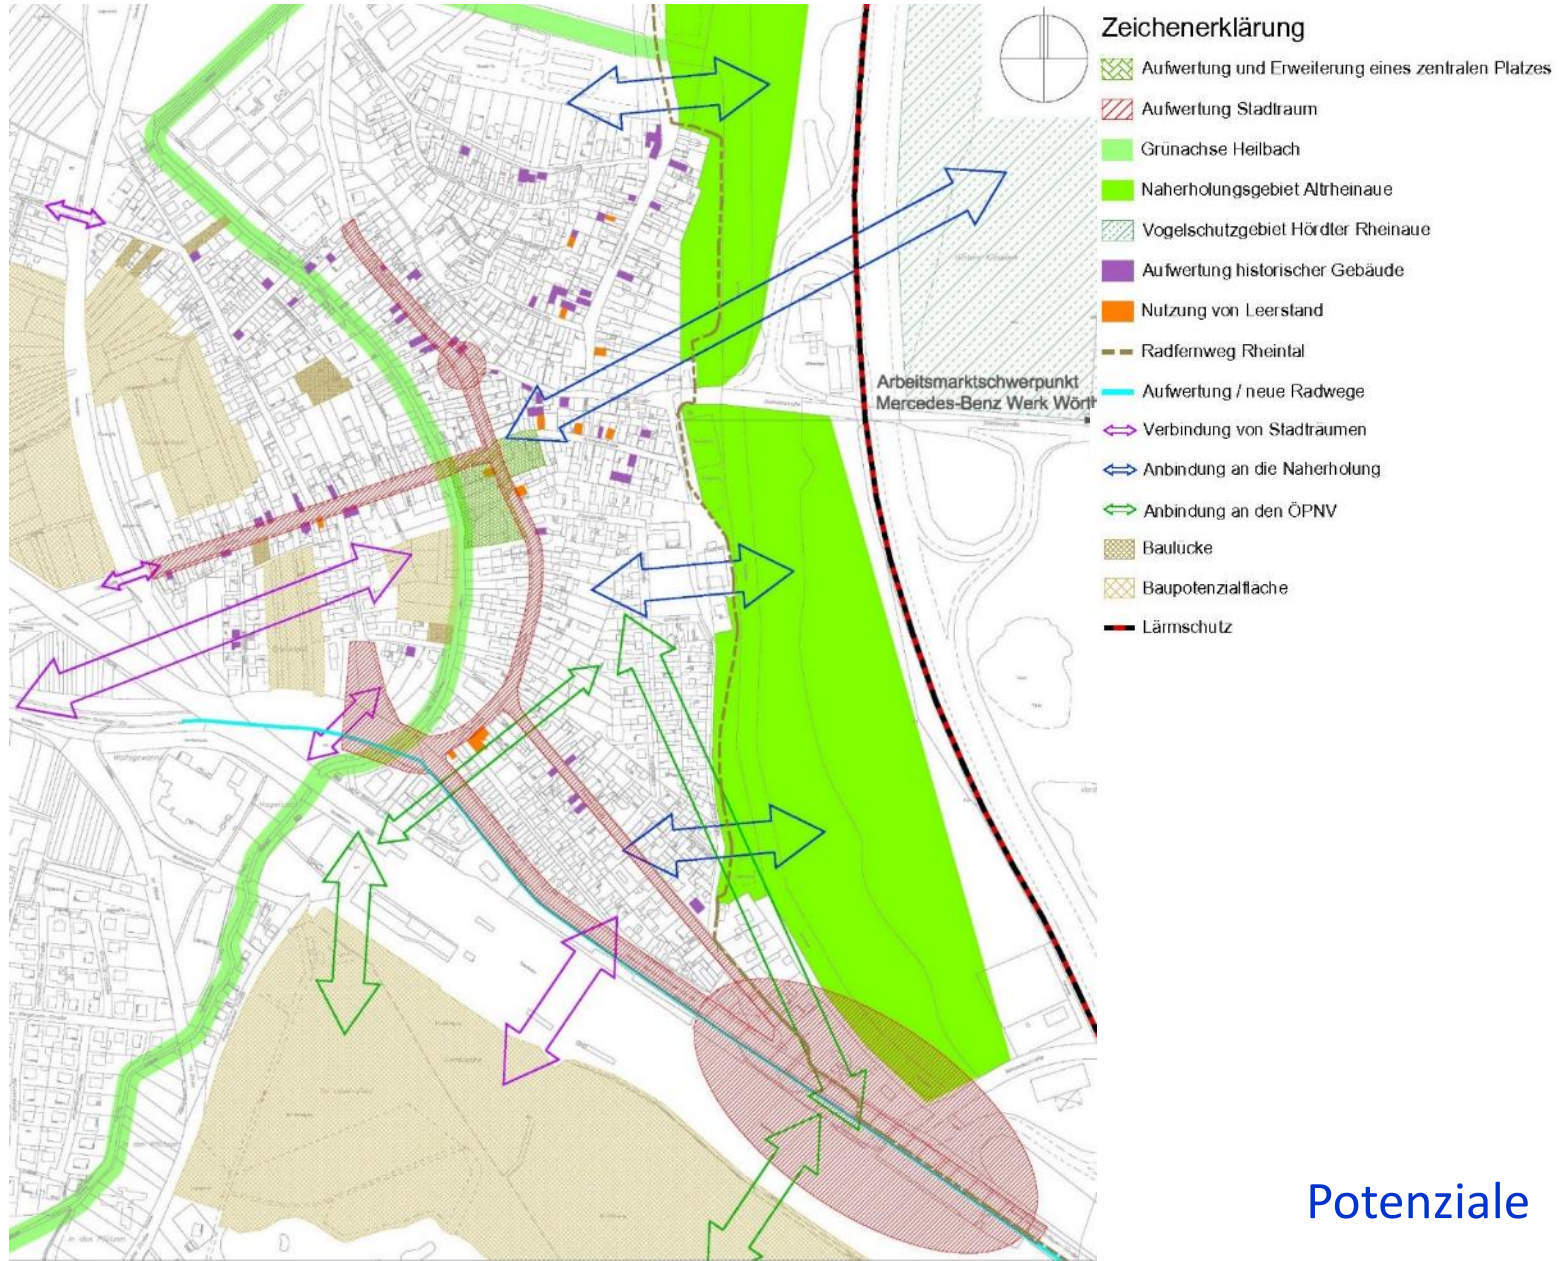 Zeichenerklärung
Aufwertung und Erweiterung eines zentralen Platzes
Aufwertung Stadtraum
Grünachse Heilbach
Naherholungsgebiet Altrheinaue
Vogelschutzgebiet Hördter Rheinaue
Aufwertung historischer Gebäude
Nutzung von Leerstand
Radfernweg Rheintal
Aufwertung / neue Radwege
Verbindung von Stadträumen
Anbindung an die Naherholung
Anbindung an den ÖPNV
Baulücke
Baupotenzialfläche
Lärmschutz
Arbeitsmarktschwerpunkt
Mercedes-Benz Werk Wörth
Potenziale